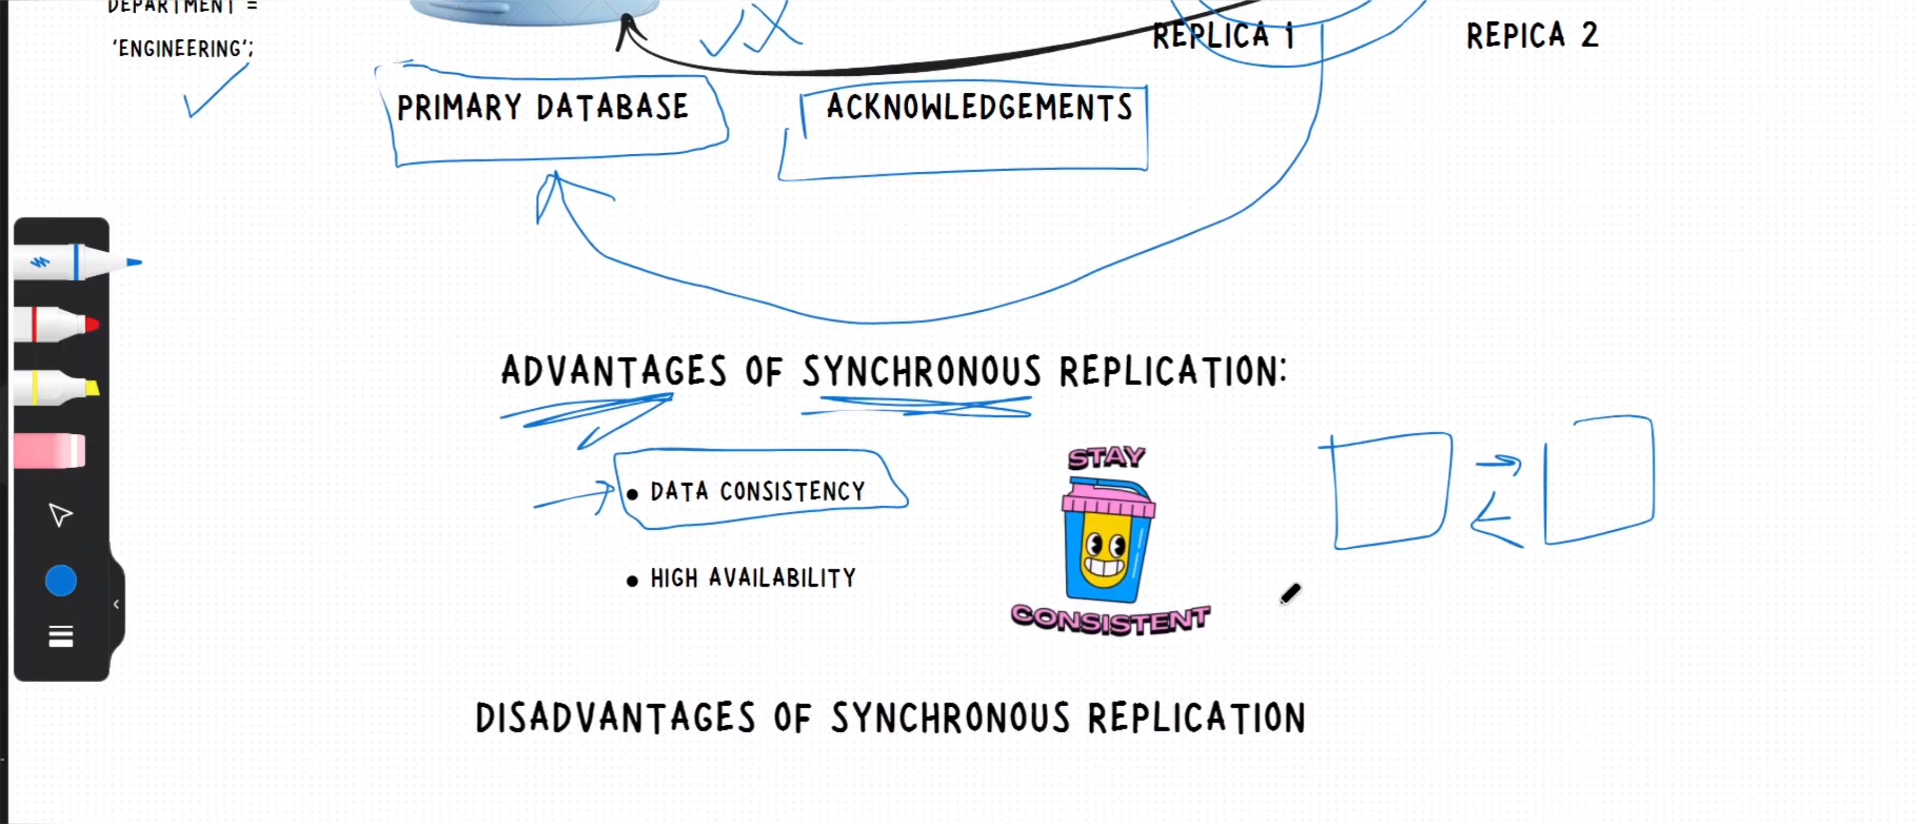 DEPARTMENT =
'ENGINEERING';
REPLICA 1
REPICA 2
PRIMARY DATABASE
ACKNOWLEDGEMENTS
ADVANTAGES OF SYNCHRONOUS REPLICATION:
• DATA CONSISTENCY
• HIGH AVAILABILITY
STAY
CONSISTENT
DISADVANTAGES OF SYNCHRONOUS REPLICATION